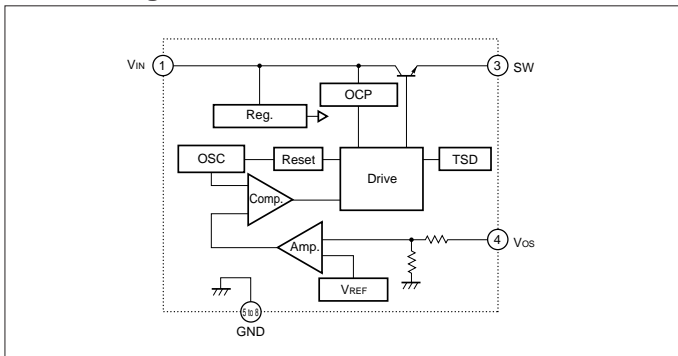 VIN 1 3 SW
OCP
Reg.
OSC Reset TSD
Drive
Comp.
Amp. 4 VOS
VREF
5 to 8
GND